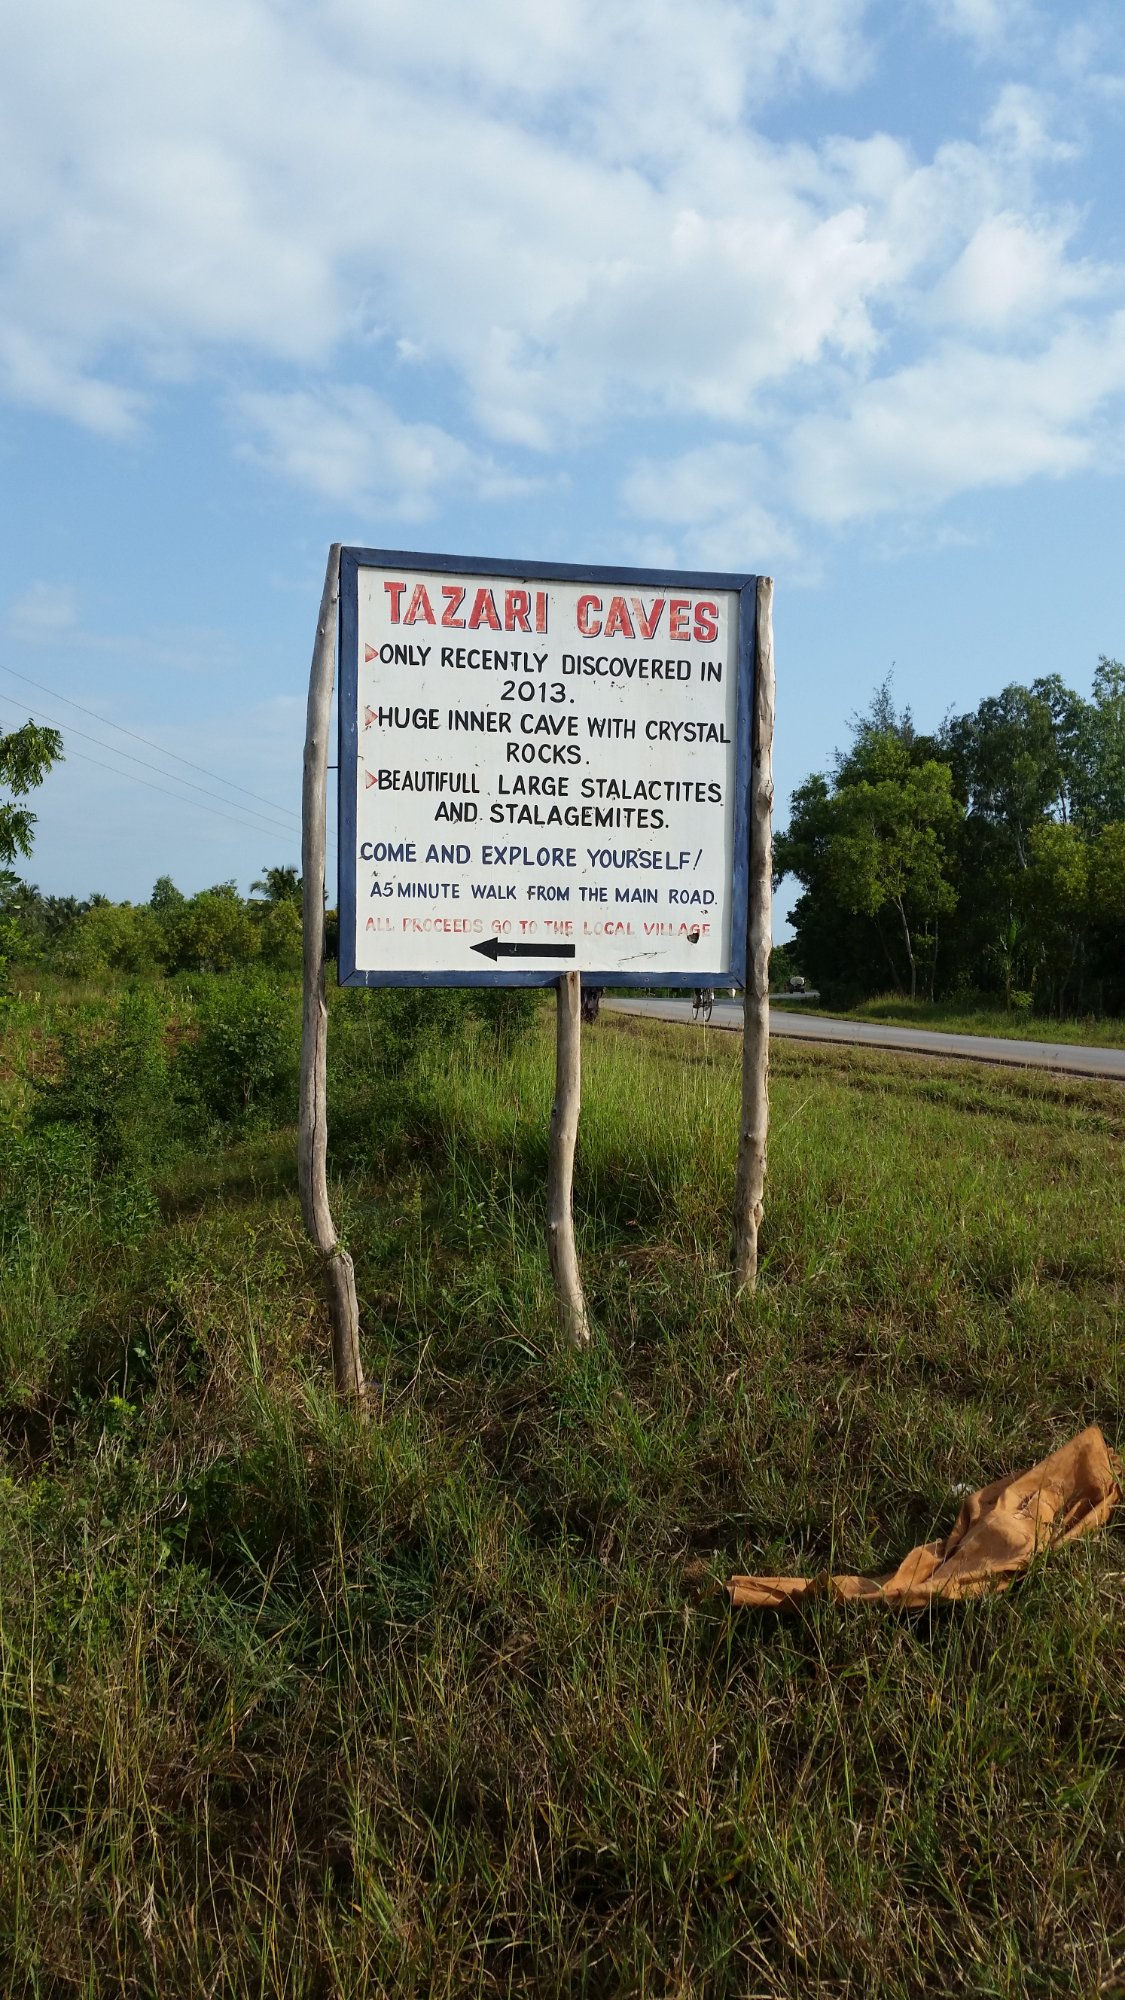 TAZARI CAVES
ONLY RECENTLY DISCOVERED IN
2013.
HUGE INNER CAVE WITH CRYSTAL
ROCKS.
BEAUTIFULL LARGE STALACTITES
AND STALAGEMITES.
COME AND EXPLORE YOURSELF!
A5 MINUTE WALK FROM THE MAIN ROAD.
ALL PROCEEDS GO TO THE LOCAL VILLAGE